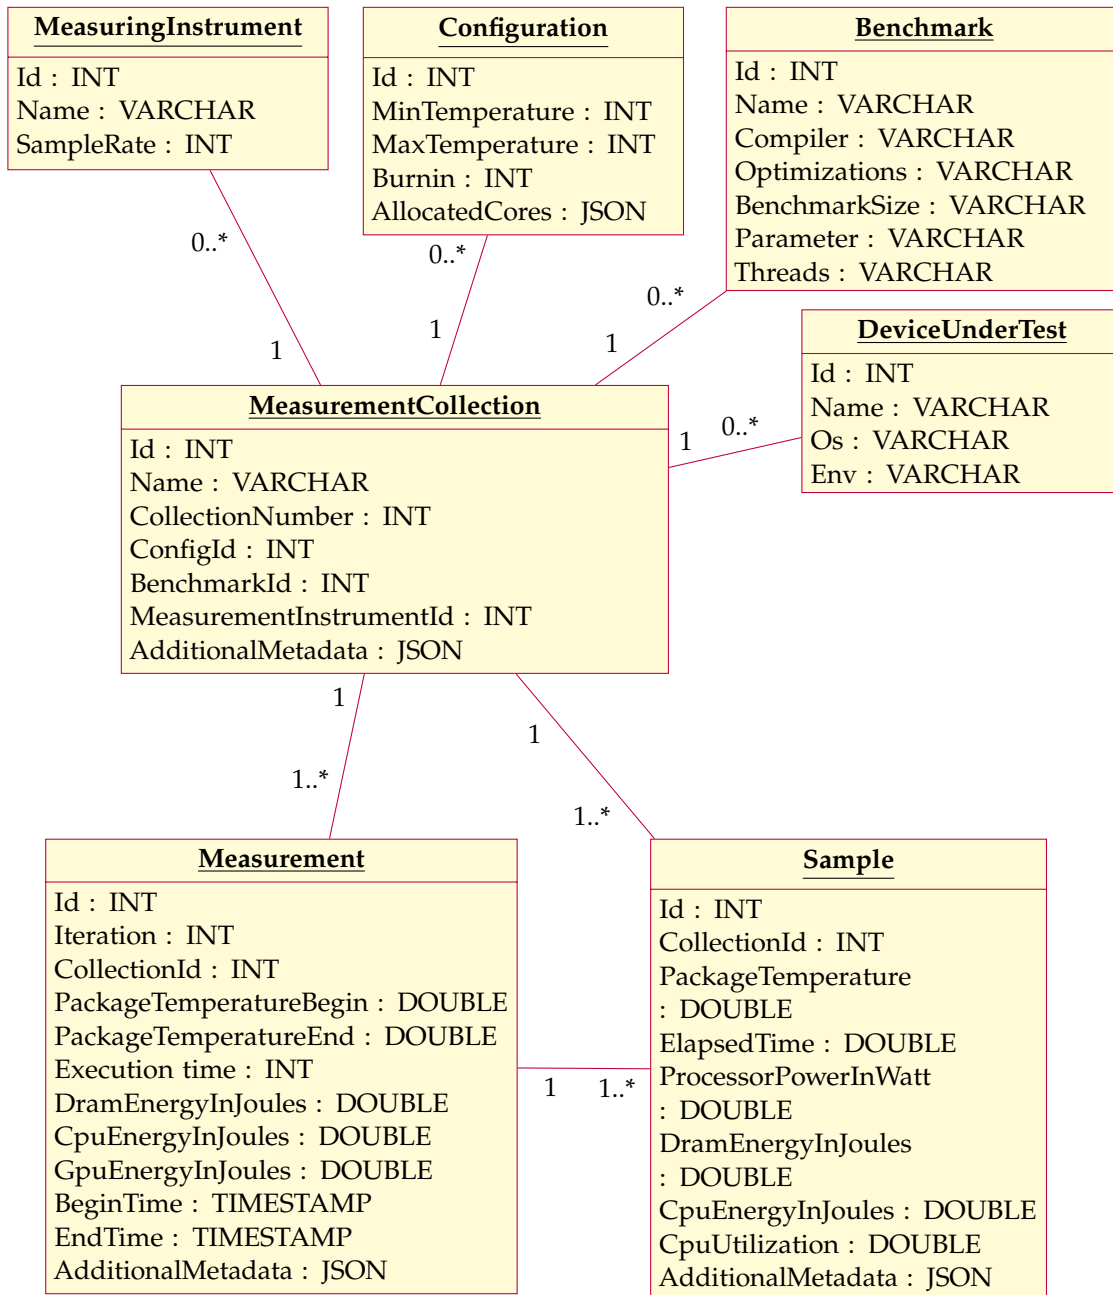 MeasuringInstrument
Id : INT
Name : VARCHAR
SampleRate : INT
Configuration
Id : INT
MinTemperature : INT
MaxTemperature : INT
Burnin : INT
AllocatedCores : JSON
Benchmark
Id : INT
Name : VARCHAR
Compiler : VARCHAR
Optimizations : VARCHAR
BenchmarkSize : VARCHAR
Parameter : VARCHAR
Threads : VARCHAR
0..*
1
0..*
1
0..*
1
DeviceUnderTest
Id : INT
Name : VARCHAR
Os : VARCHAR
Env : VARCHAR
0..*
1
MeasurementCollection
Id : INT
Name : VARCHAR
CollectionNumber : INT
ConfigId : INT
BenchmarkId : INT
MeasurementInstrumentId : INT
AdditionalMetadata : JSON
1
1..*
1
1..*
Measurement
Id : INT
Iteration : INT
CollectionId : INT
PackageTemperatureBegin : DOUBLE
PackageTemperatureEnd : DOUBLE
Execution time : INT
DramEnergyInJoules : DOUBLE
CpuEnergyInJoules : DOUBLE
GpuEnergyInJoules : DOUBLE
BeginTime : TIMESTAMP
EndTime : TIMESTAMP
AdditionalMetadata : JSON
1
1..*
Sample
Id : INT
CollectionId : INT
PackageTemperature
: DOUBLE
ElapsedTime : DOUBLE
ProcessorPowerInWatt
: DOUBLE
DramEnergyInJoules
: DOUBLE
CpuEnergyInJoules : DOUBLE
CpuUtilization : DOUBLE
AdditionalMetadata : JSON